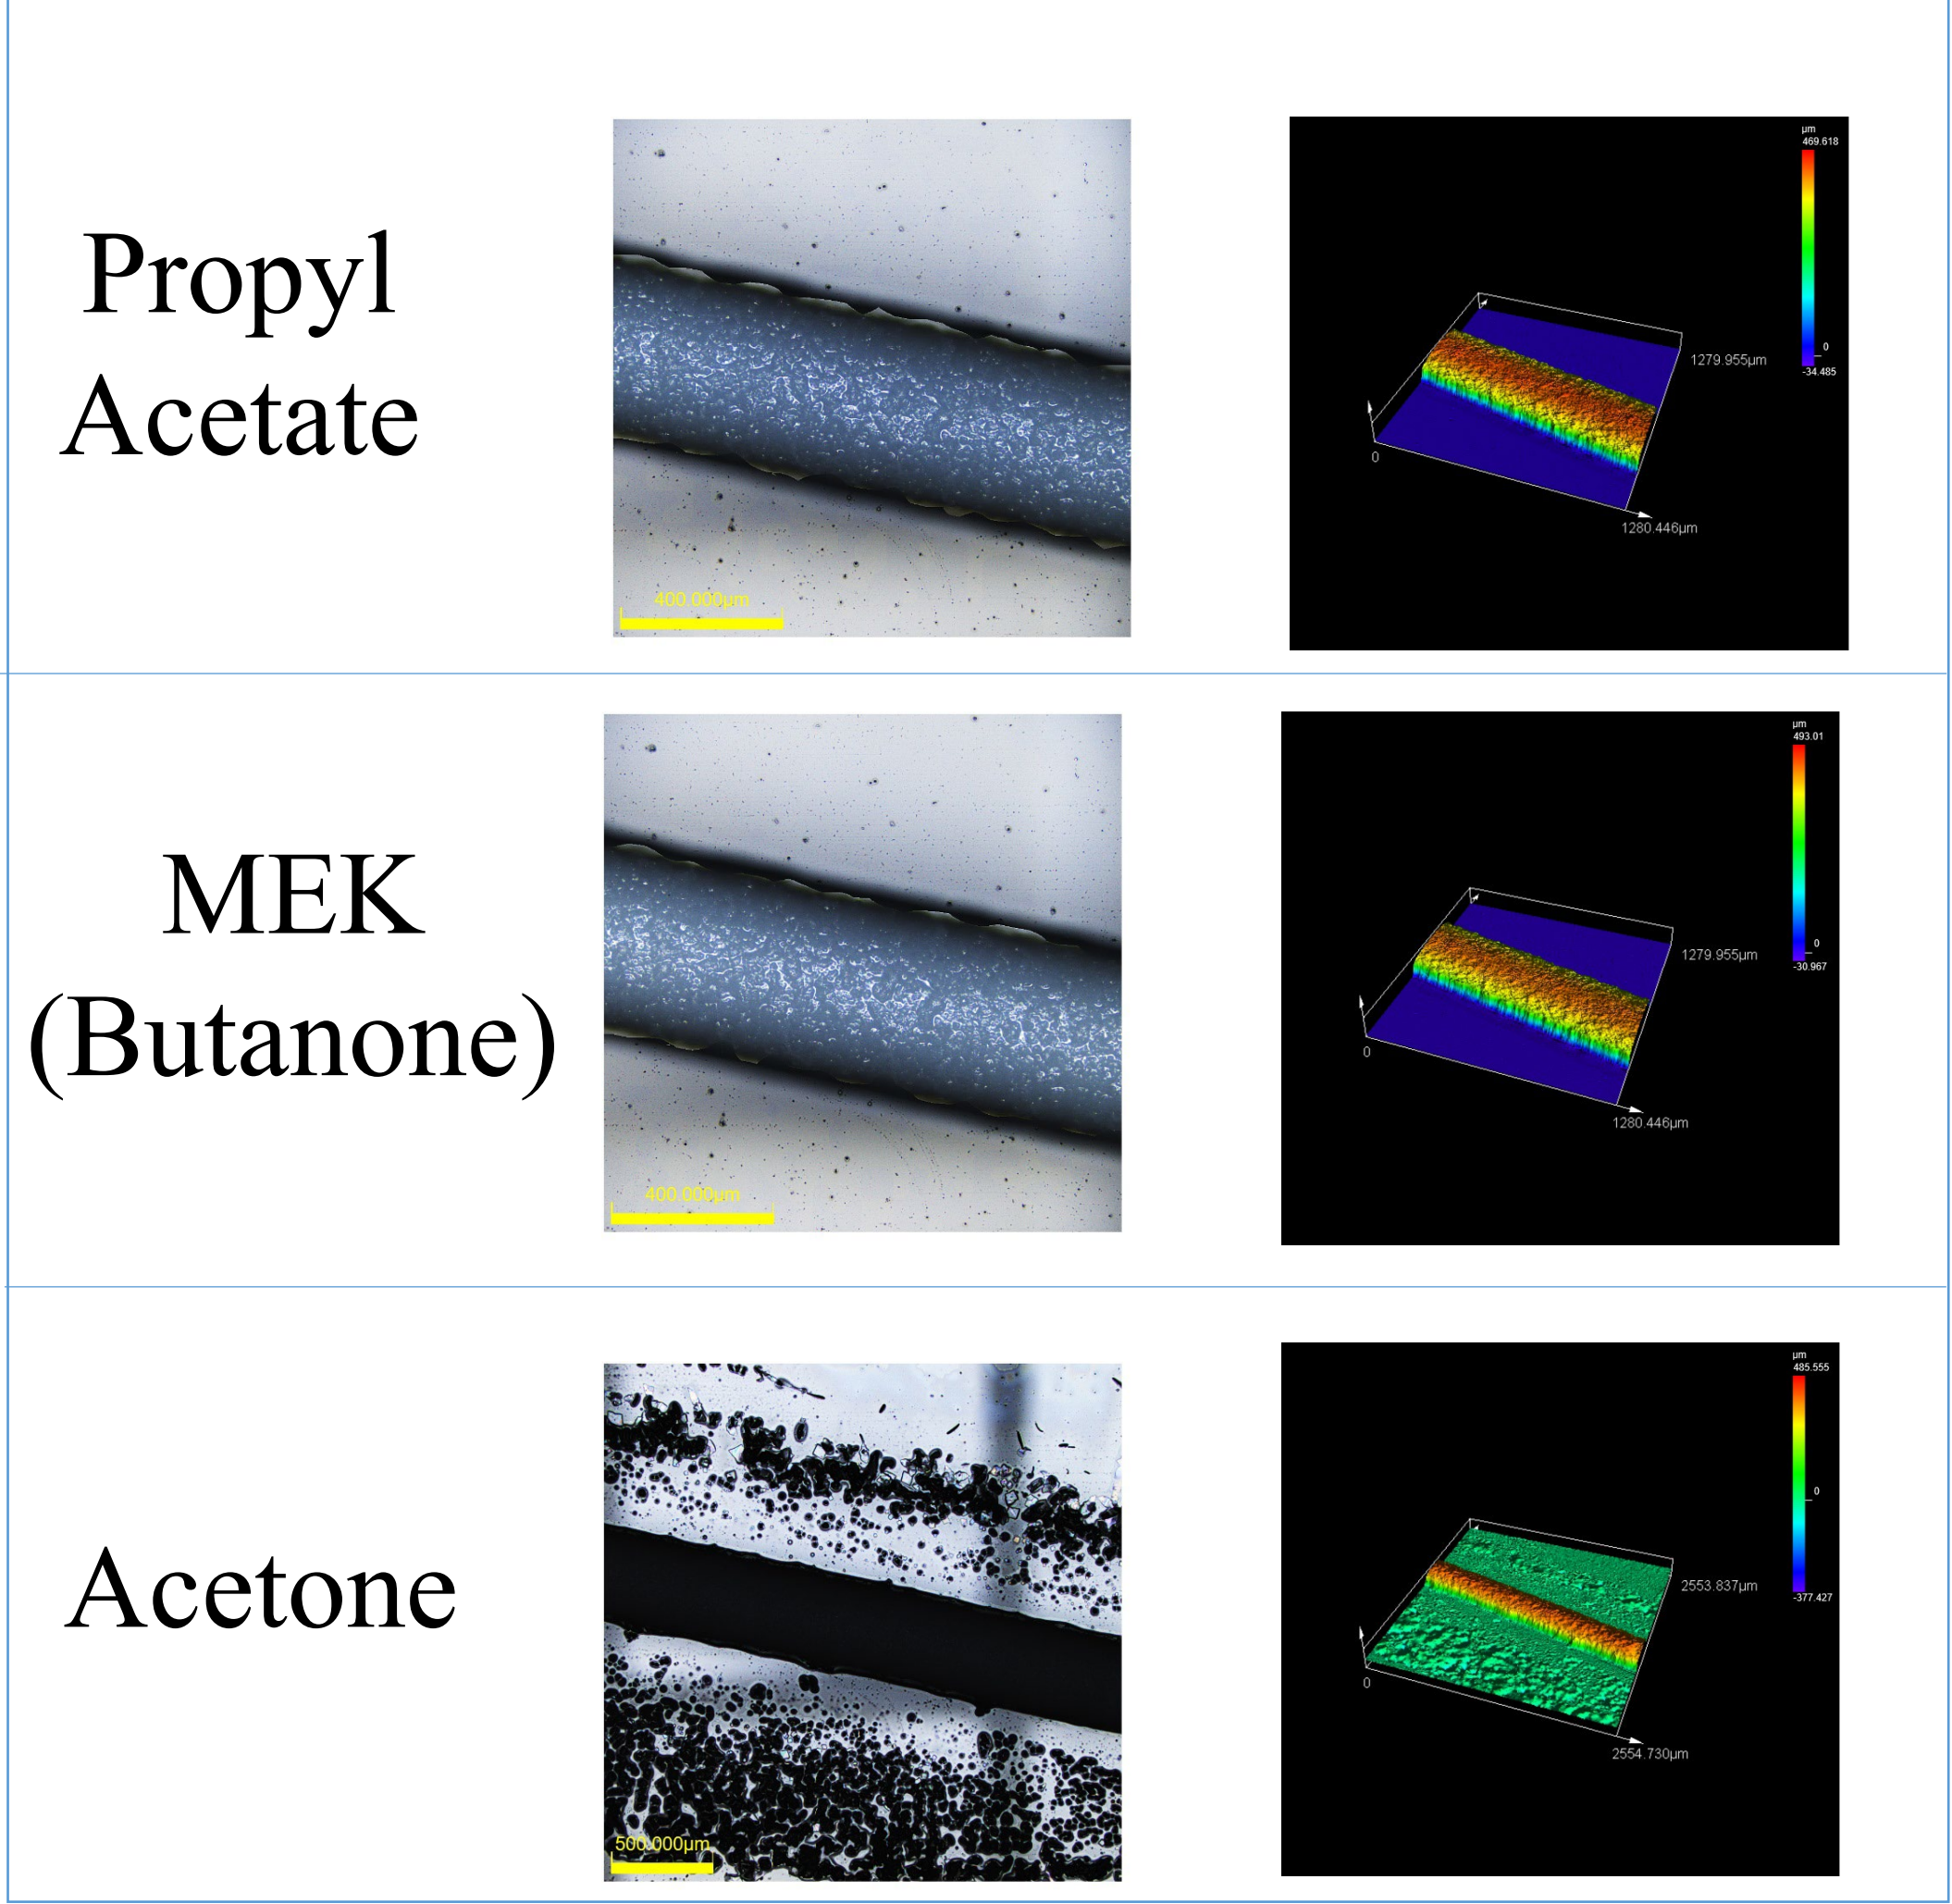 Propyl
Acetate
400.000µm
µm
469.618
0
-34.485
1279.955µm
0
1280.446µm
MEK
(Butanone)
400.000µm
µm
493.01
0
-30.967
1279.955µm
0
1280.446µm
Acetone
500.000µm
µm
485.555
0
-377.427
2553.837µm
0
2554.730µm